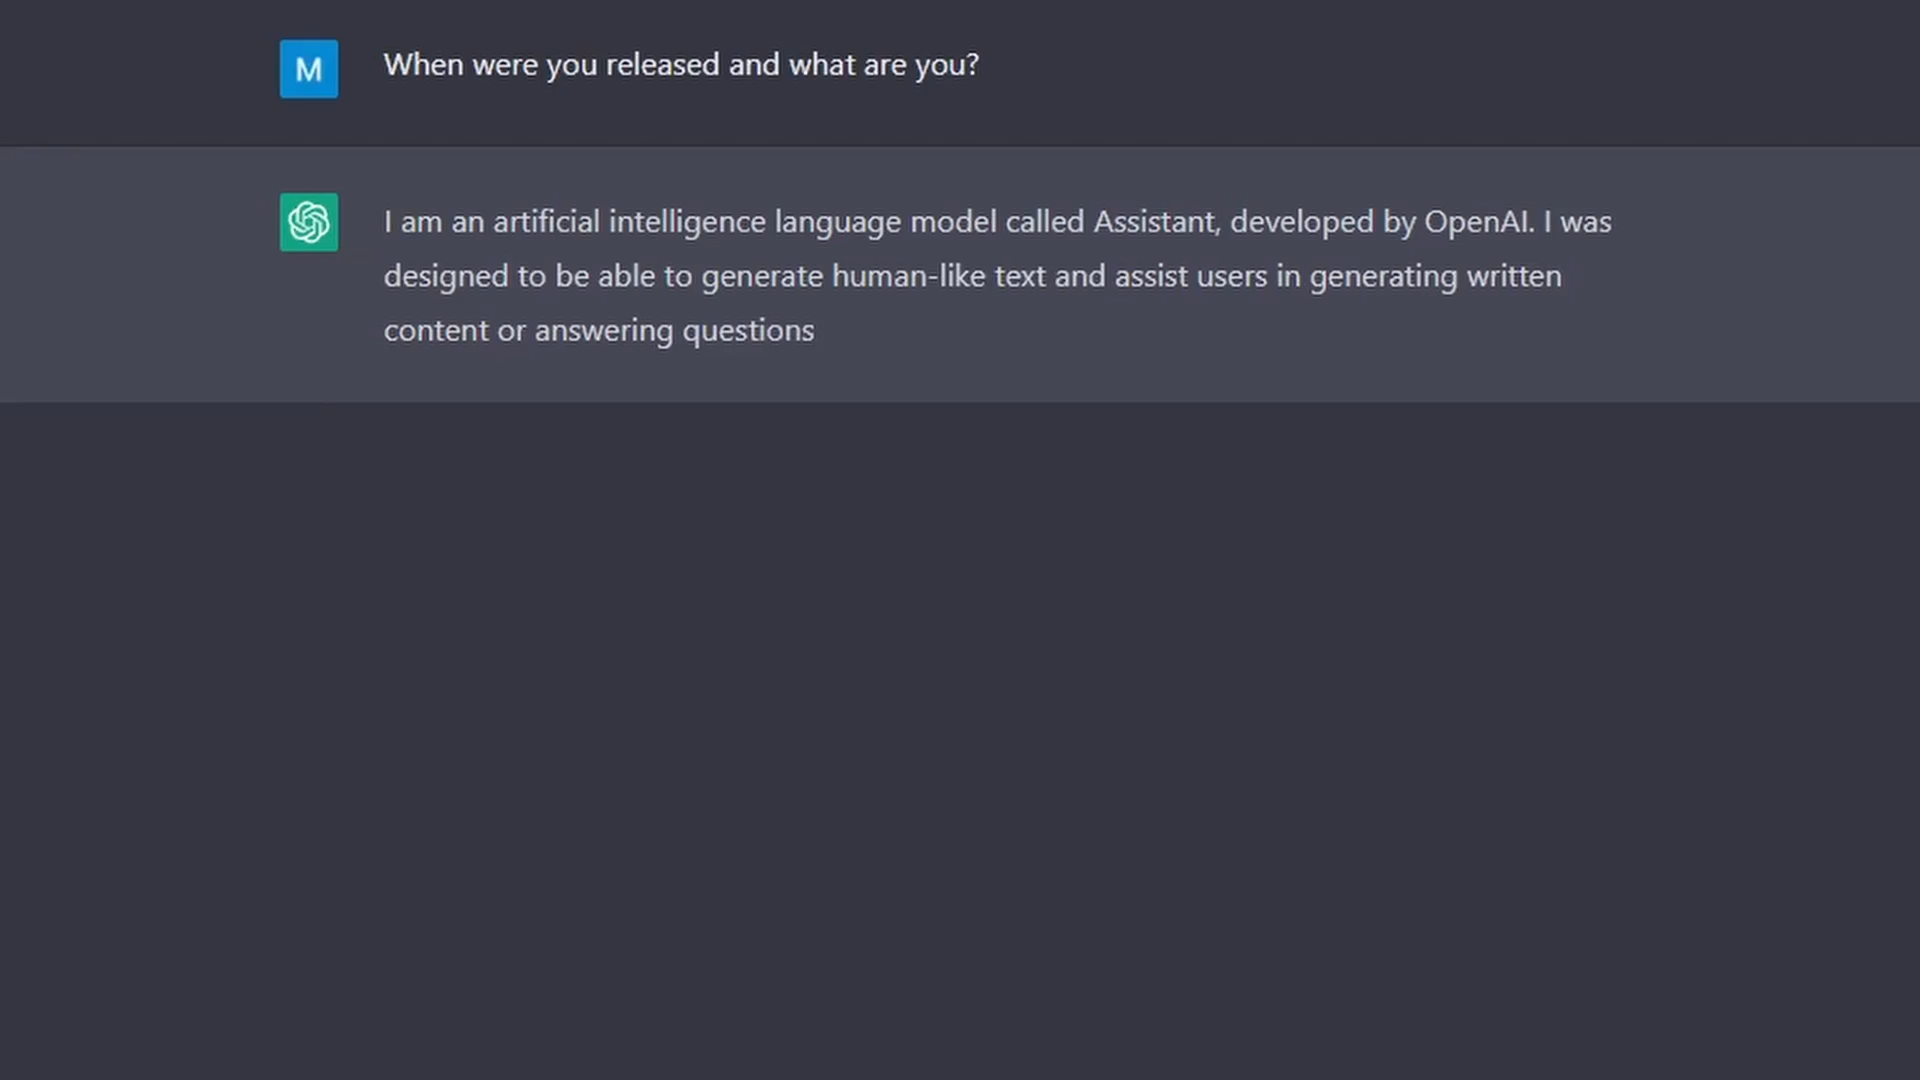 M
When were you released and what are you?
I am an artificial intelligence language model called Assistant, developed by OpenAI. I was
designed to be able to generate human-like text and assist users in generating written
content or answering questions